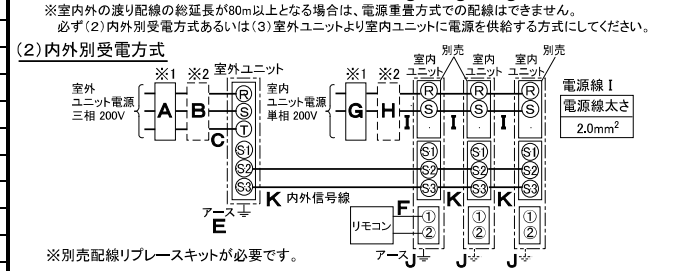 ※室内外の渡り配線の総延長が80m以上となる場合は、電源重畳方式での配線はできません。
必ず(2)内外別受電方式あるいは(3)室外ユニットより室内ユニットに電源を供給する方式にしてください。
(2)内外別受電方式
※1 ※2 室外ユニット
室外
ユニット電源
三相 200V
A B C
R
S
T
S1
S2
S3
アース
E
K 内外信号線
※1 ※2
室内
ユニット電源
単相 200V
G H
室内
ユニット
別売
室内
ユニット
室内
ユニット
別売
R R R
S S S
I I I
S1 S1 S1
S2 S2 S2
S3 S3 S3
K K
リモコン
F
① ① ①
② ② ②
アース J J J
電源線 I
電源線太さ
2.0mm²
※別売配線リプレースキットが必要です。